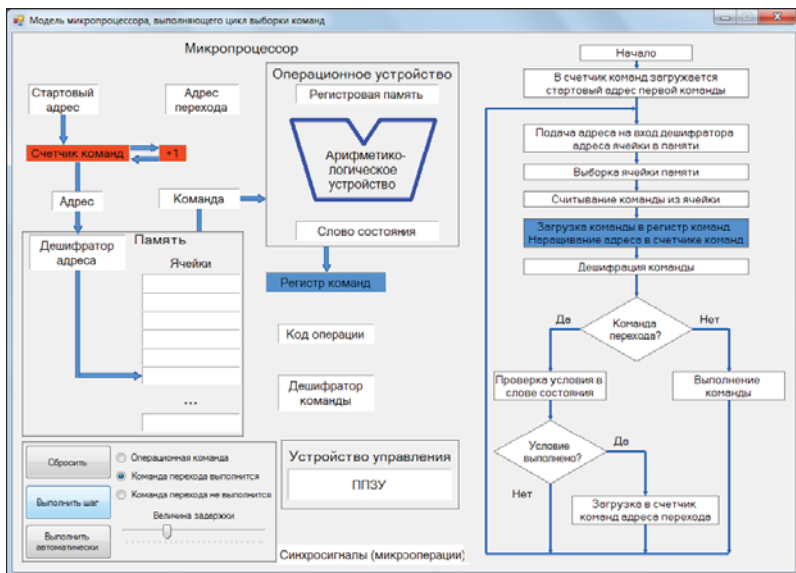 Модель микропроцессора, выполняющего цикл выборки команд
Микропроцессор
Стартовый
адрес
Адрес
перехода
Счетчик команд
+1
Адрес
Команда
Операционное устройство
Регистровая память
Арифметико-
логическое
устройство
Слово состояния
Память
Дешифратор
адреса
Ячейки
...
Регистр команд
Код операции
Дешифратор
команды
Сбросить
Выполнить шаг
Выполнить
автоматически
Операционная команда
Команда перехода выполнится
Команда перехода не выполнится
Величина задержки
Устройство управления
ППЗУ
Синхросигналы (микрооперации)
Начало
В счетчик команд загружается
стартовый адрес первой команды
Подача адреса на вход дешифратора
адреса ячейки в памяти
Выборка ячейки памяти
Считывание команды из ячейки
Загрузка команды в регистр команд
Наращивание адреса в счетчике команд
Дешифрация команды
Да
Команда
перехода?
Нет
Проверка условия в
слове состояния
Выполнение
команды
Условие
выполнено?
Да
Нет
Загрузка в счетчик
команд адреса перехода